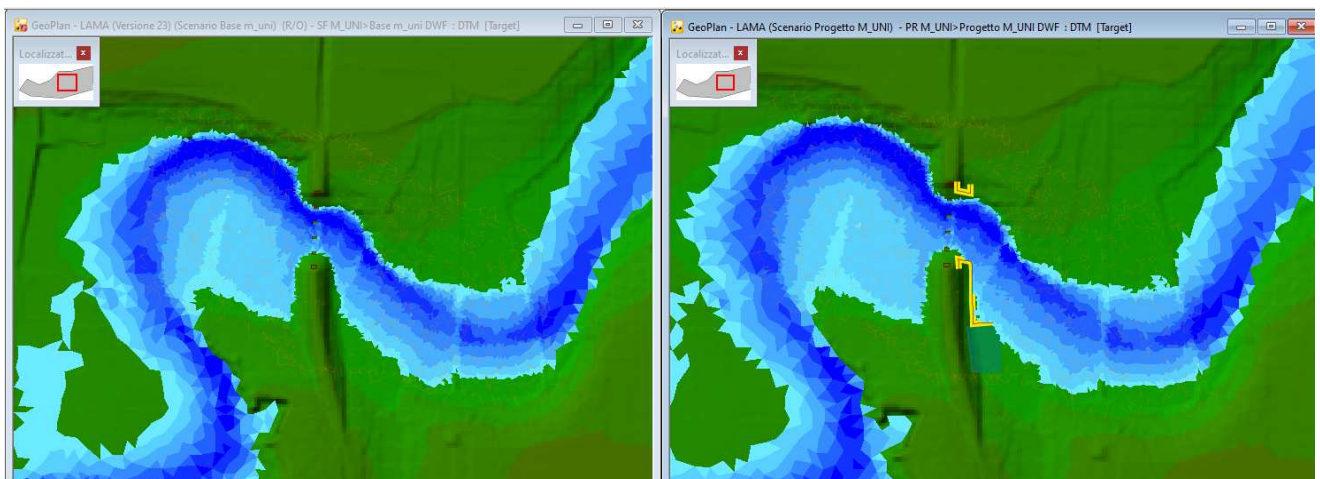 GeoPlan - LAMA (Versione 23) (Scenario Base m_uni) (R/O) - SF M_UNI>Base m_uni DWF : DTM [Target]
Localizzat...
GeoPlan - LAMA (Scenario Progetto M_UNI) - PR M_UNI>Progetto M_UNI DWF : DTM [Target]
Localizzat...